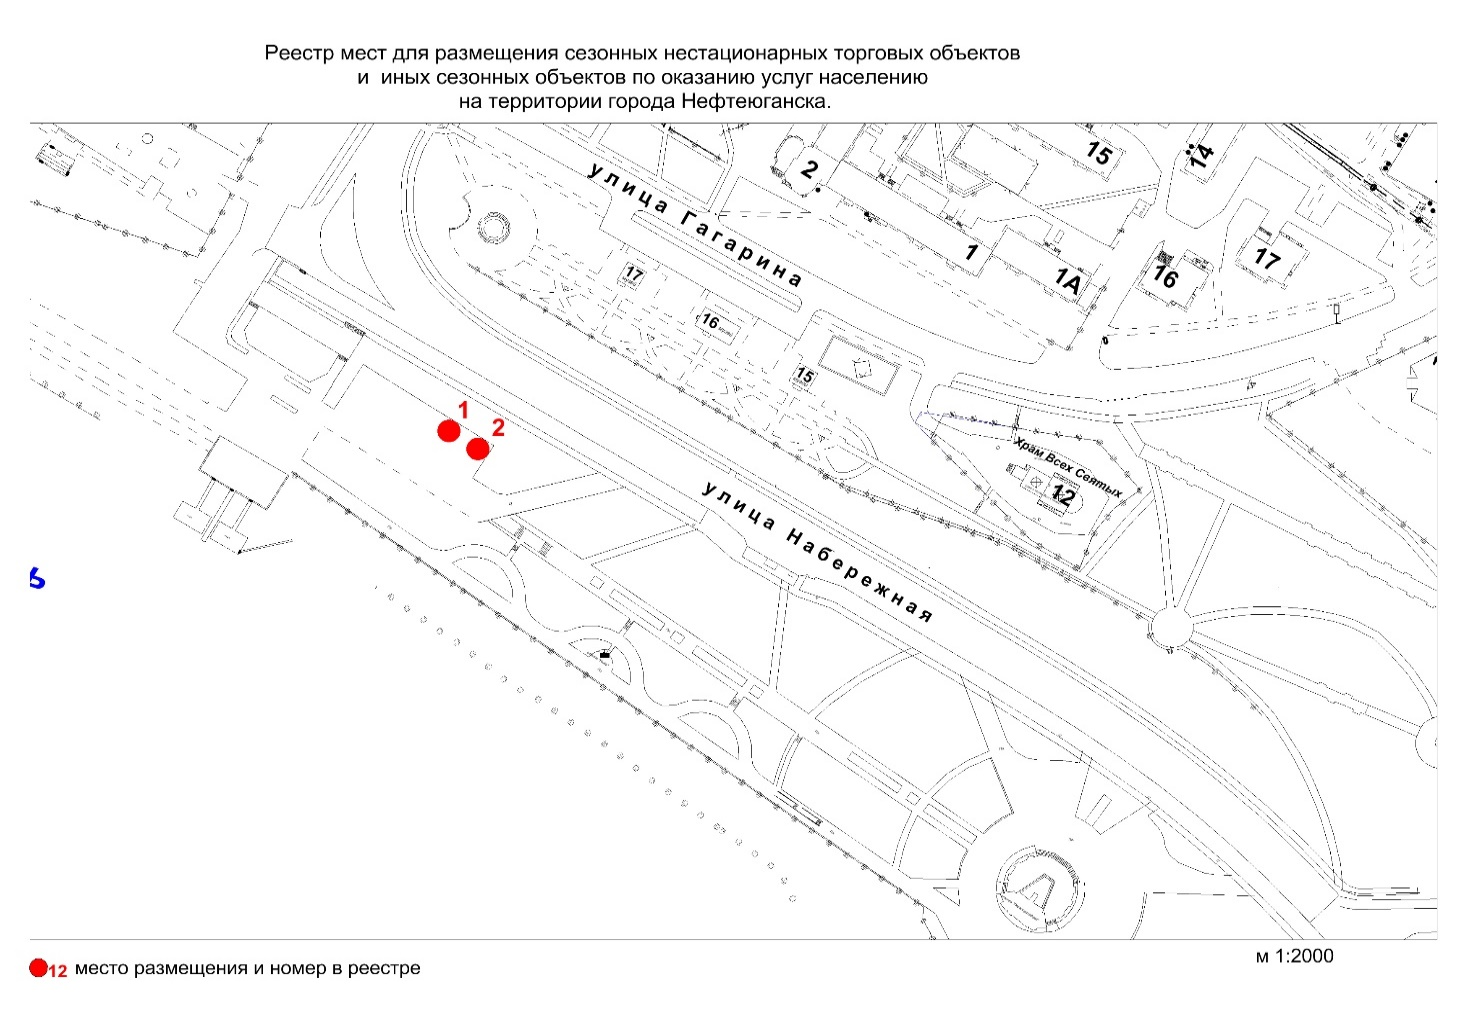 Реестр мест для размещения сезонных нестационарных торговых объектов
и иных сезонных объектов по оказанию услуг населению
на территории города Нефтеюганска.
2
15
14
улица Гагарина
1
1А
16
17
17
16
15
1
2
Храм Всех Святых
12
улица Набережная
12 место размещения и номер в реестре
м 1:2000